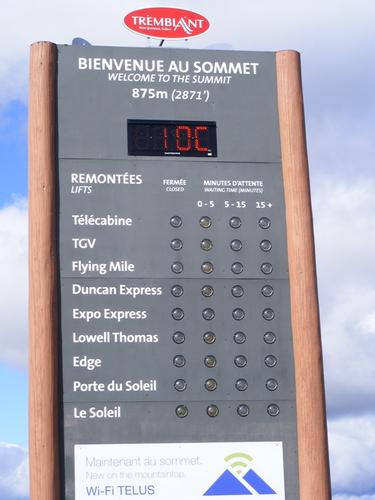 TREMBLANT
BIENVENUE AU SOMMET
WELCOME TO THE SUMMIT
875m (2871')
10C
REMONTÉES
LIFTS
FERMÉE
CLOSED
MINUTES D'ATTENTE
WAITING TIME (MINUTES)
0 - 5 5 - 15 15 +
Télécabine
TGV
Flying Mile
Duncan Express
Expo Express
Lowell Thomas
Edge
Porte du Soleil
Le Soleil
Maintenant au sommet.
New on the mountaintop.
Wi-Fi TELUS